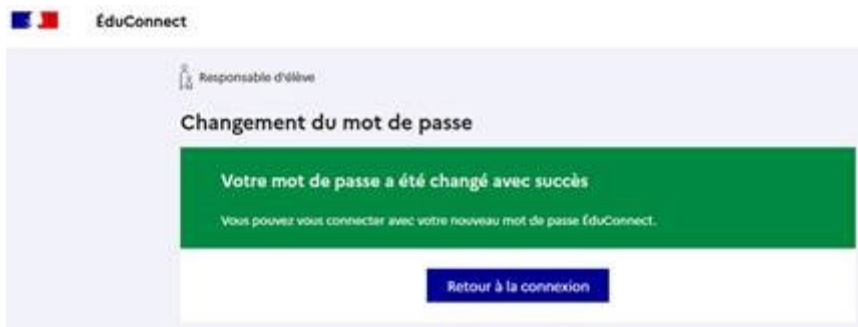 ÉduConnect
Responsable d'élève
Changement du mot de passe
Votre mot de passe a été changé avec succès
Vous pouvez vous connecter avec votre nouveau mot de passe ÉduConnect.
Retour à la connexion